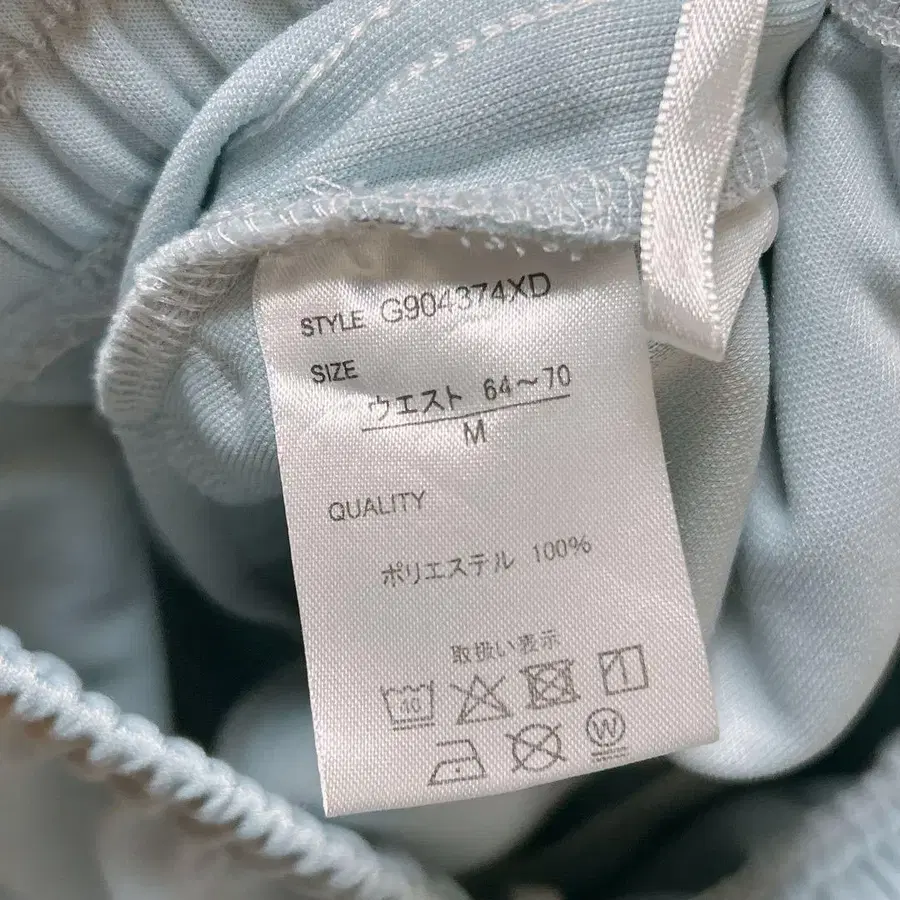 STYLE G904374XD
SIZE
ウエスト 64～70
M
QUALITY
ポリエステル 100%
取扱い表示
40
W